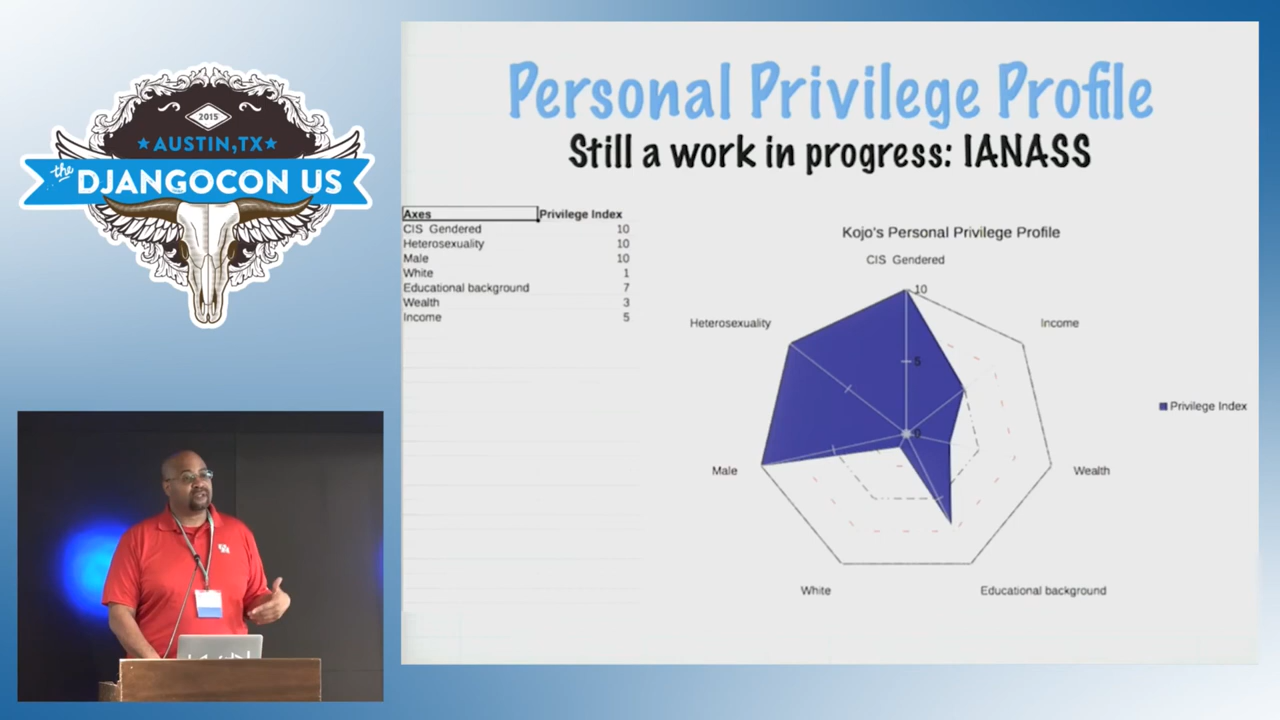 2015
★ AUSTIN, TX ★
the
DJANGOCON US
Personal Privilege Profile
Still a work in progress: IANASS
Axes Privilege Index
CIS Gendered 10
Heterosexuality 10
Male 10
White 1
Educational background 7
Wealth 3
Income 5
Kojo's Personal Privilege Profile
CIS Gendered
10
Heterosexuality
Income
5
Privilege Index
0
Male
Wealth
White
Educational background